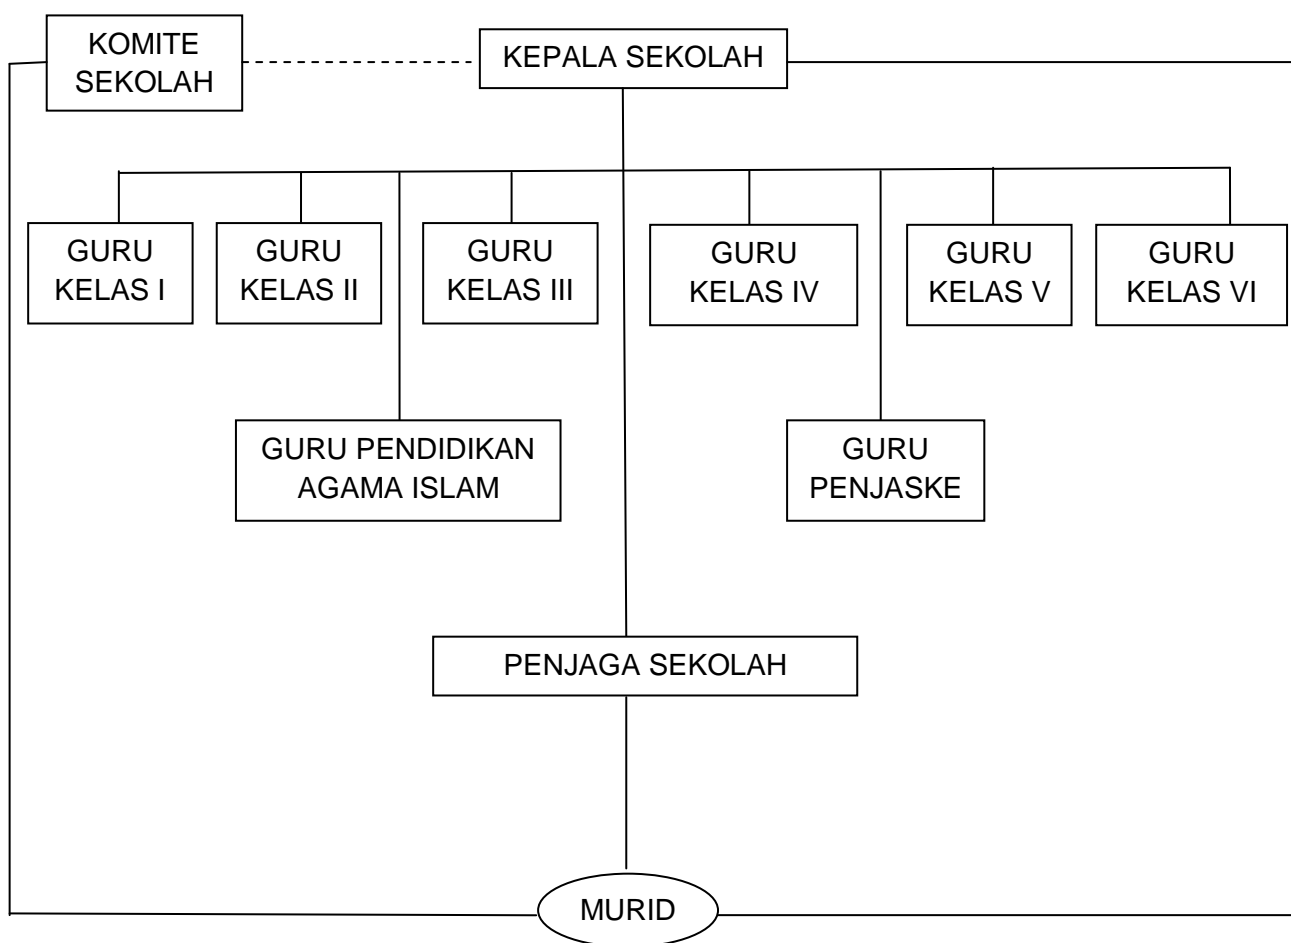 KOMITE
SEKOLAH
KEPALA SEKOLAH
GURU
KELAS I
GURU
KELAS II
GURU
KELAS III
GURU
KELAS IV
GURU
KELAS V
GURU
KELAS VI
GURU PENDIDIKAN
AGAMA ISLAM
GURU
PENJASKE
PENJAGA SEKOLAH
MURID